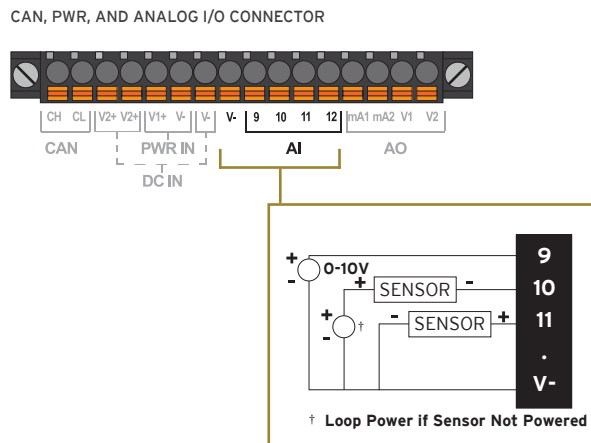 CAN, PWR, AND ANALOG I/O CONNECTOR
CH CL V2+ V2+ V1+ V- V- V- 9 10 11 12 mA1 mA2 V1 V2
CAN PWR IN AI AO
DC IN
+ 0-10V 9
-
+ SENSOR - 10
+ † - SENSOR + 11
- .
V-
† Loop Power if Sensor Not Powered